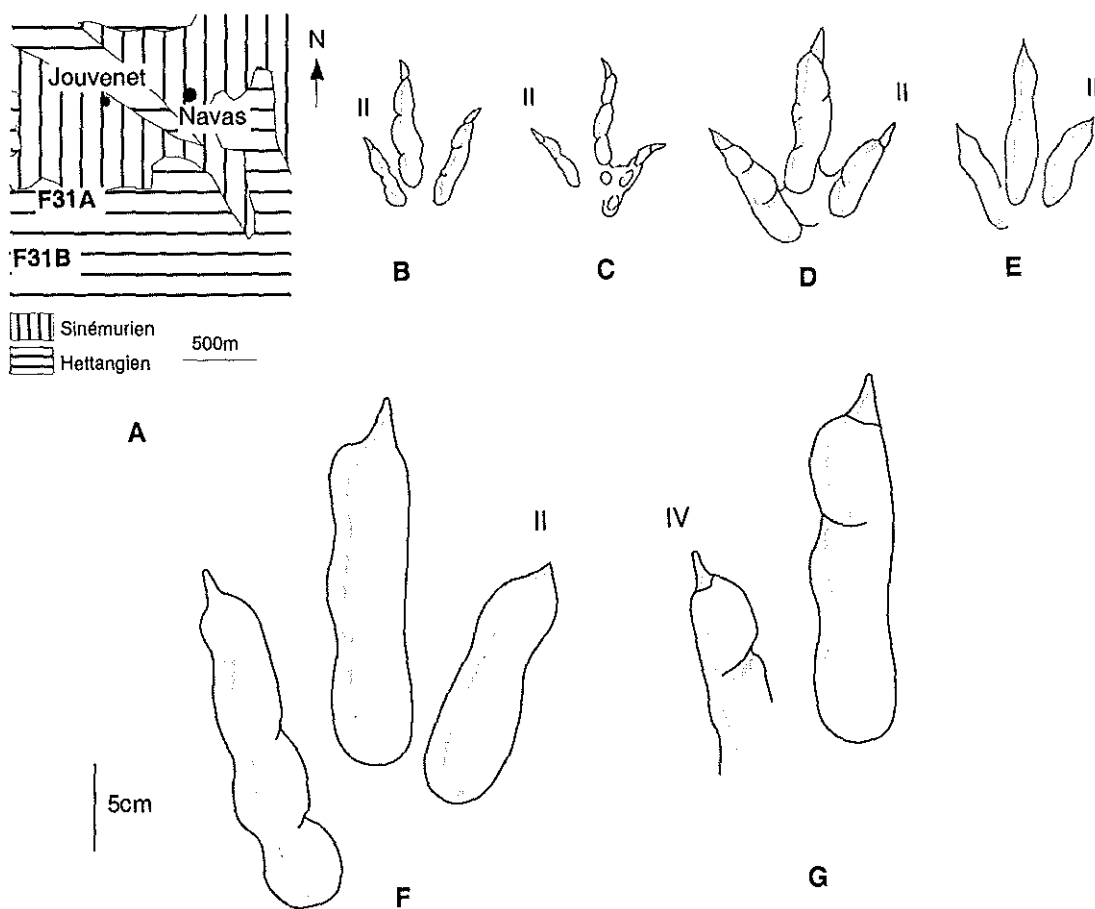 N
Jouvenet
Navas
F31A
F31B
Sinémurien
Hettangien
500m
A
II
B
II
C
II
D
II
E
II
F
IV
G
5cm